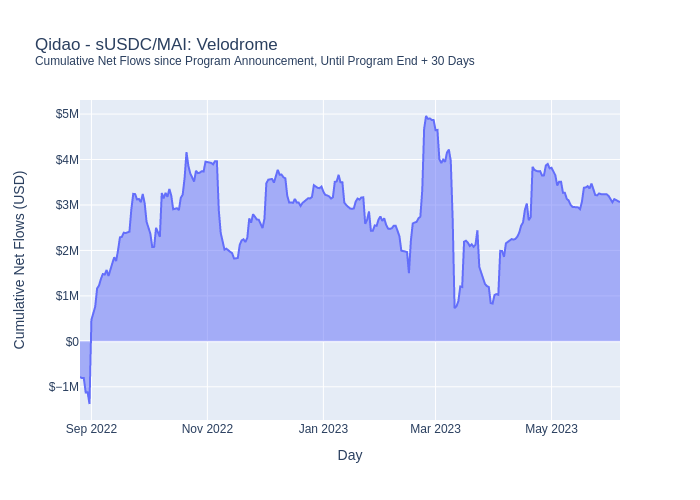 Qidao - sUSDC/MAI: Velodrome
Cumulative Net Flows since Program Announcement, Until Program End + 30 Days
$5M
$4M
$3M
$2M
$1M
$0
$−1M
Cumulative Net Flows (USD)
Sep 2022 Nov 2022 Jan 2023 Mar 2023 May 2023
Day